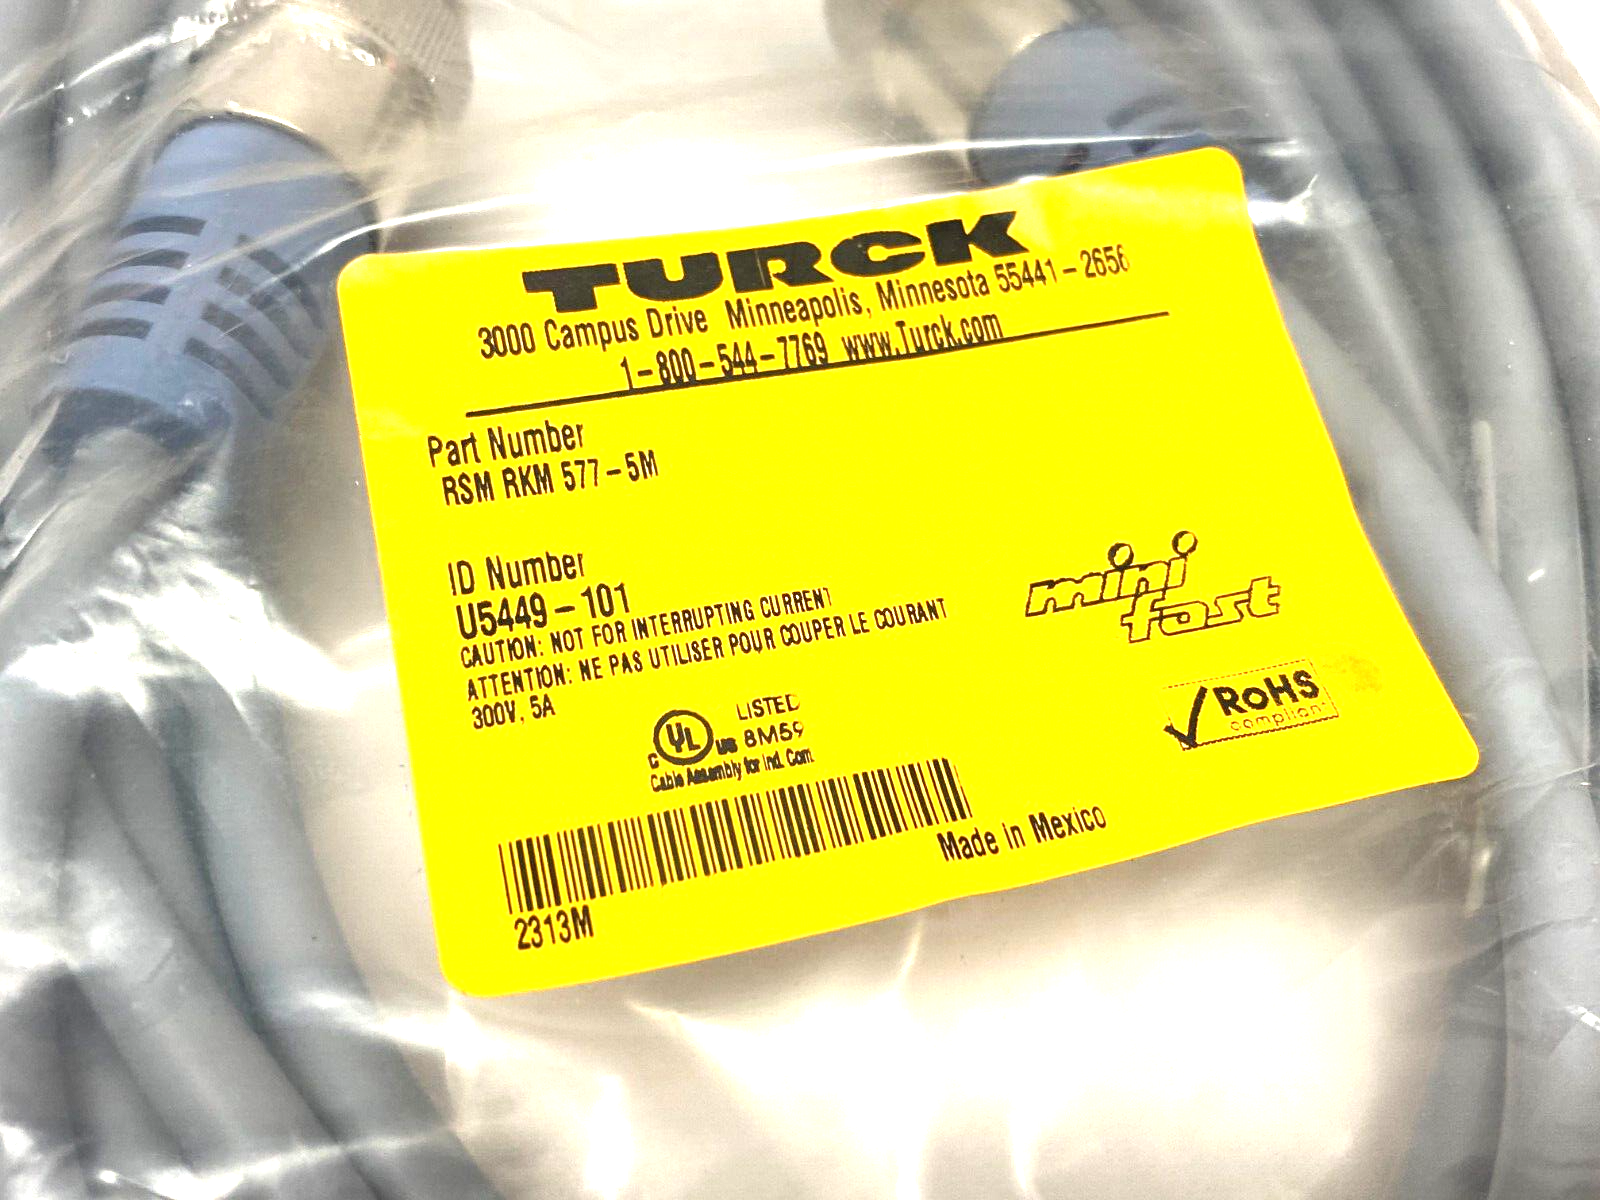 TURCK
3000 Campus Drive Minneapolis, Minnesota 55441-2656
1-800-544-7769 www.Turck.com
Part Number
RSM RKM 577-5M
ID Number
U5449-101
CAUTION: NOT FOR INTERRUPTING CURRENT
ATTENTION: NE PAS UTILISER POUR COUPER LE COURANT
300V, 5A
mini
fast
RoHS
compliant
LISTED
C UL US 8M59
Cable Assembly for Ind. Com.
Made in Mexico
2313M